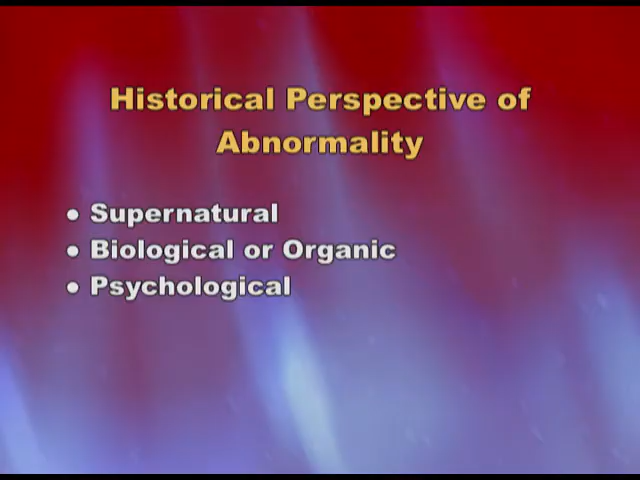 Historical Perspective of
Abnormality
● Supernatural
● Biological or Organic
● Psychological